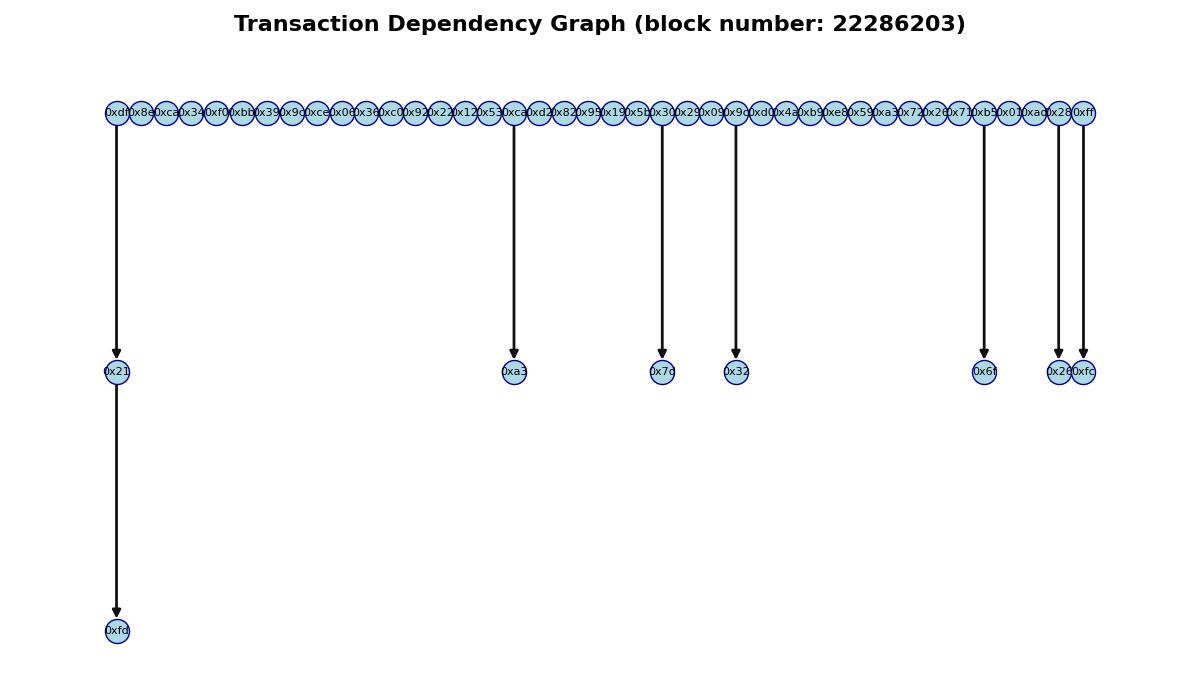 Transaction Dependency Graph (block number: 22286203)
0xdf 0x8e 0xca 0x34 0xf0 0xbb 0x39 0x9c 0xce 0x06 0x36 0xc0 0x92 0x22 0x12 0x53 0xca 0xd2 0x82 0x95 0x19 0x5b 0x30 0x29 0x09 0x9c 0xd0 0x4a 0xb9 0xe8 0x59 0xa3 0x72 0x26 0x71 0xb5 0x01 0xac 0x28 0xff
0x21 0xa3 0x7d 0x32 0x6f 0x26 0xfc
0xfd